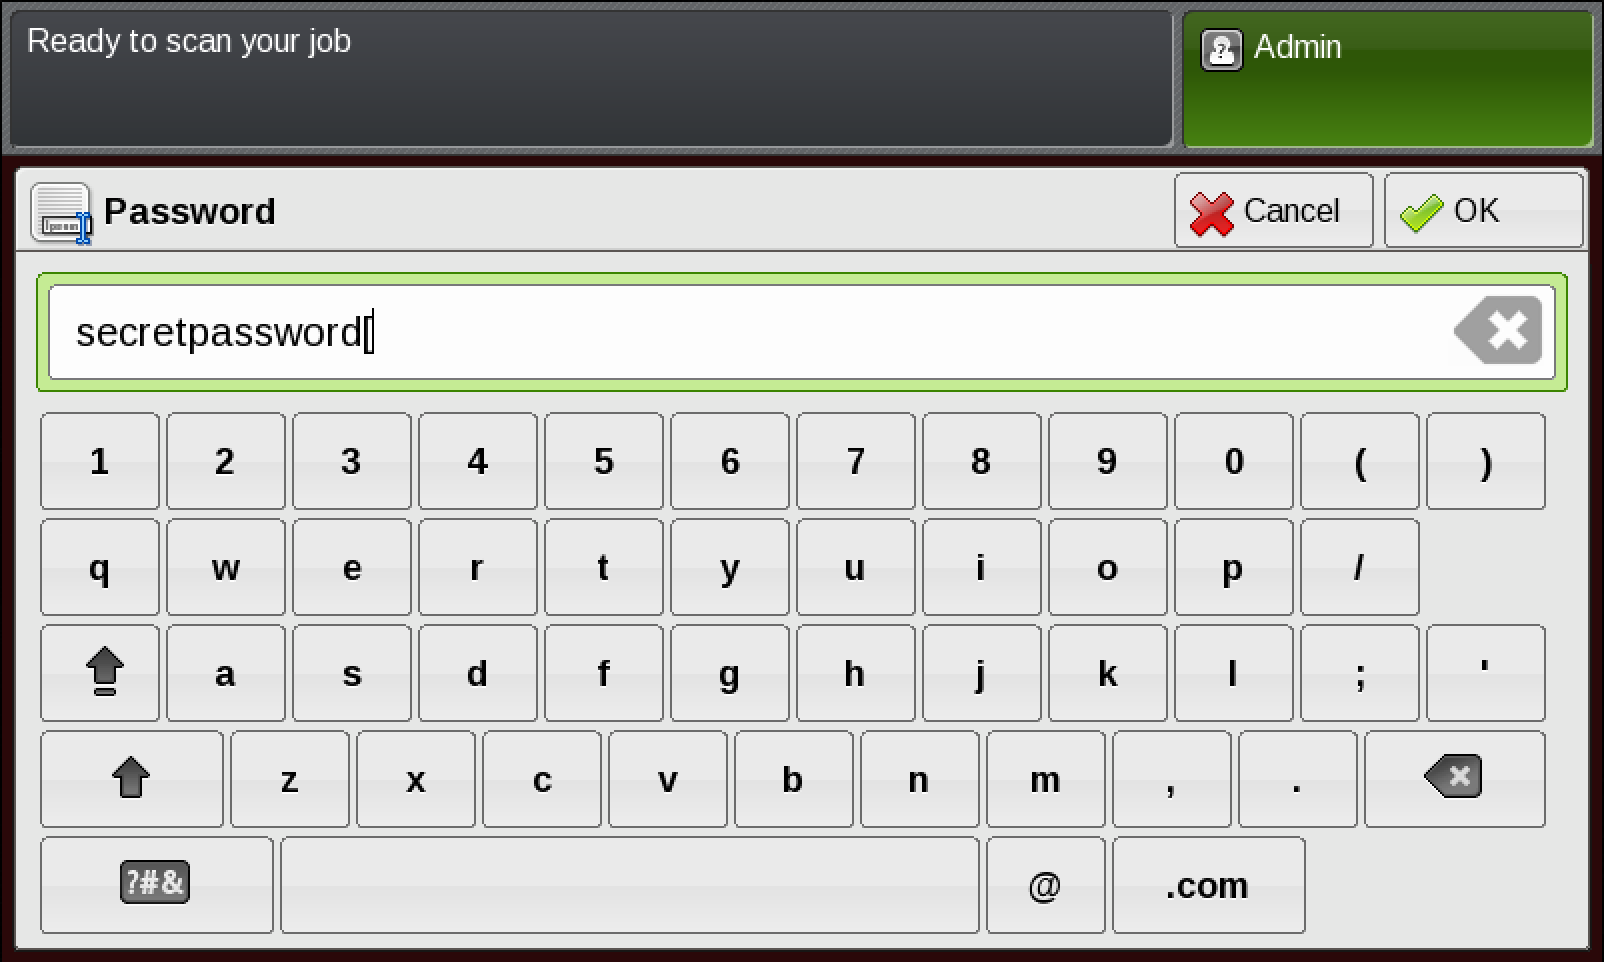 Ready to scan your job
Admin
Password
Cancel
OK
secretpassword[
1 2 3 4 5 6 7 8 9 0 ( )
q w e r t y u i o p /
a s d f g h j k l ; '
z x c v b n m , .
?#&
@
.com